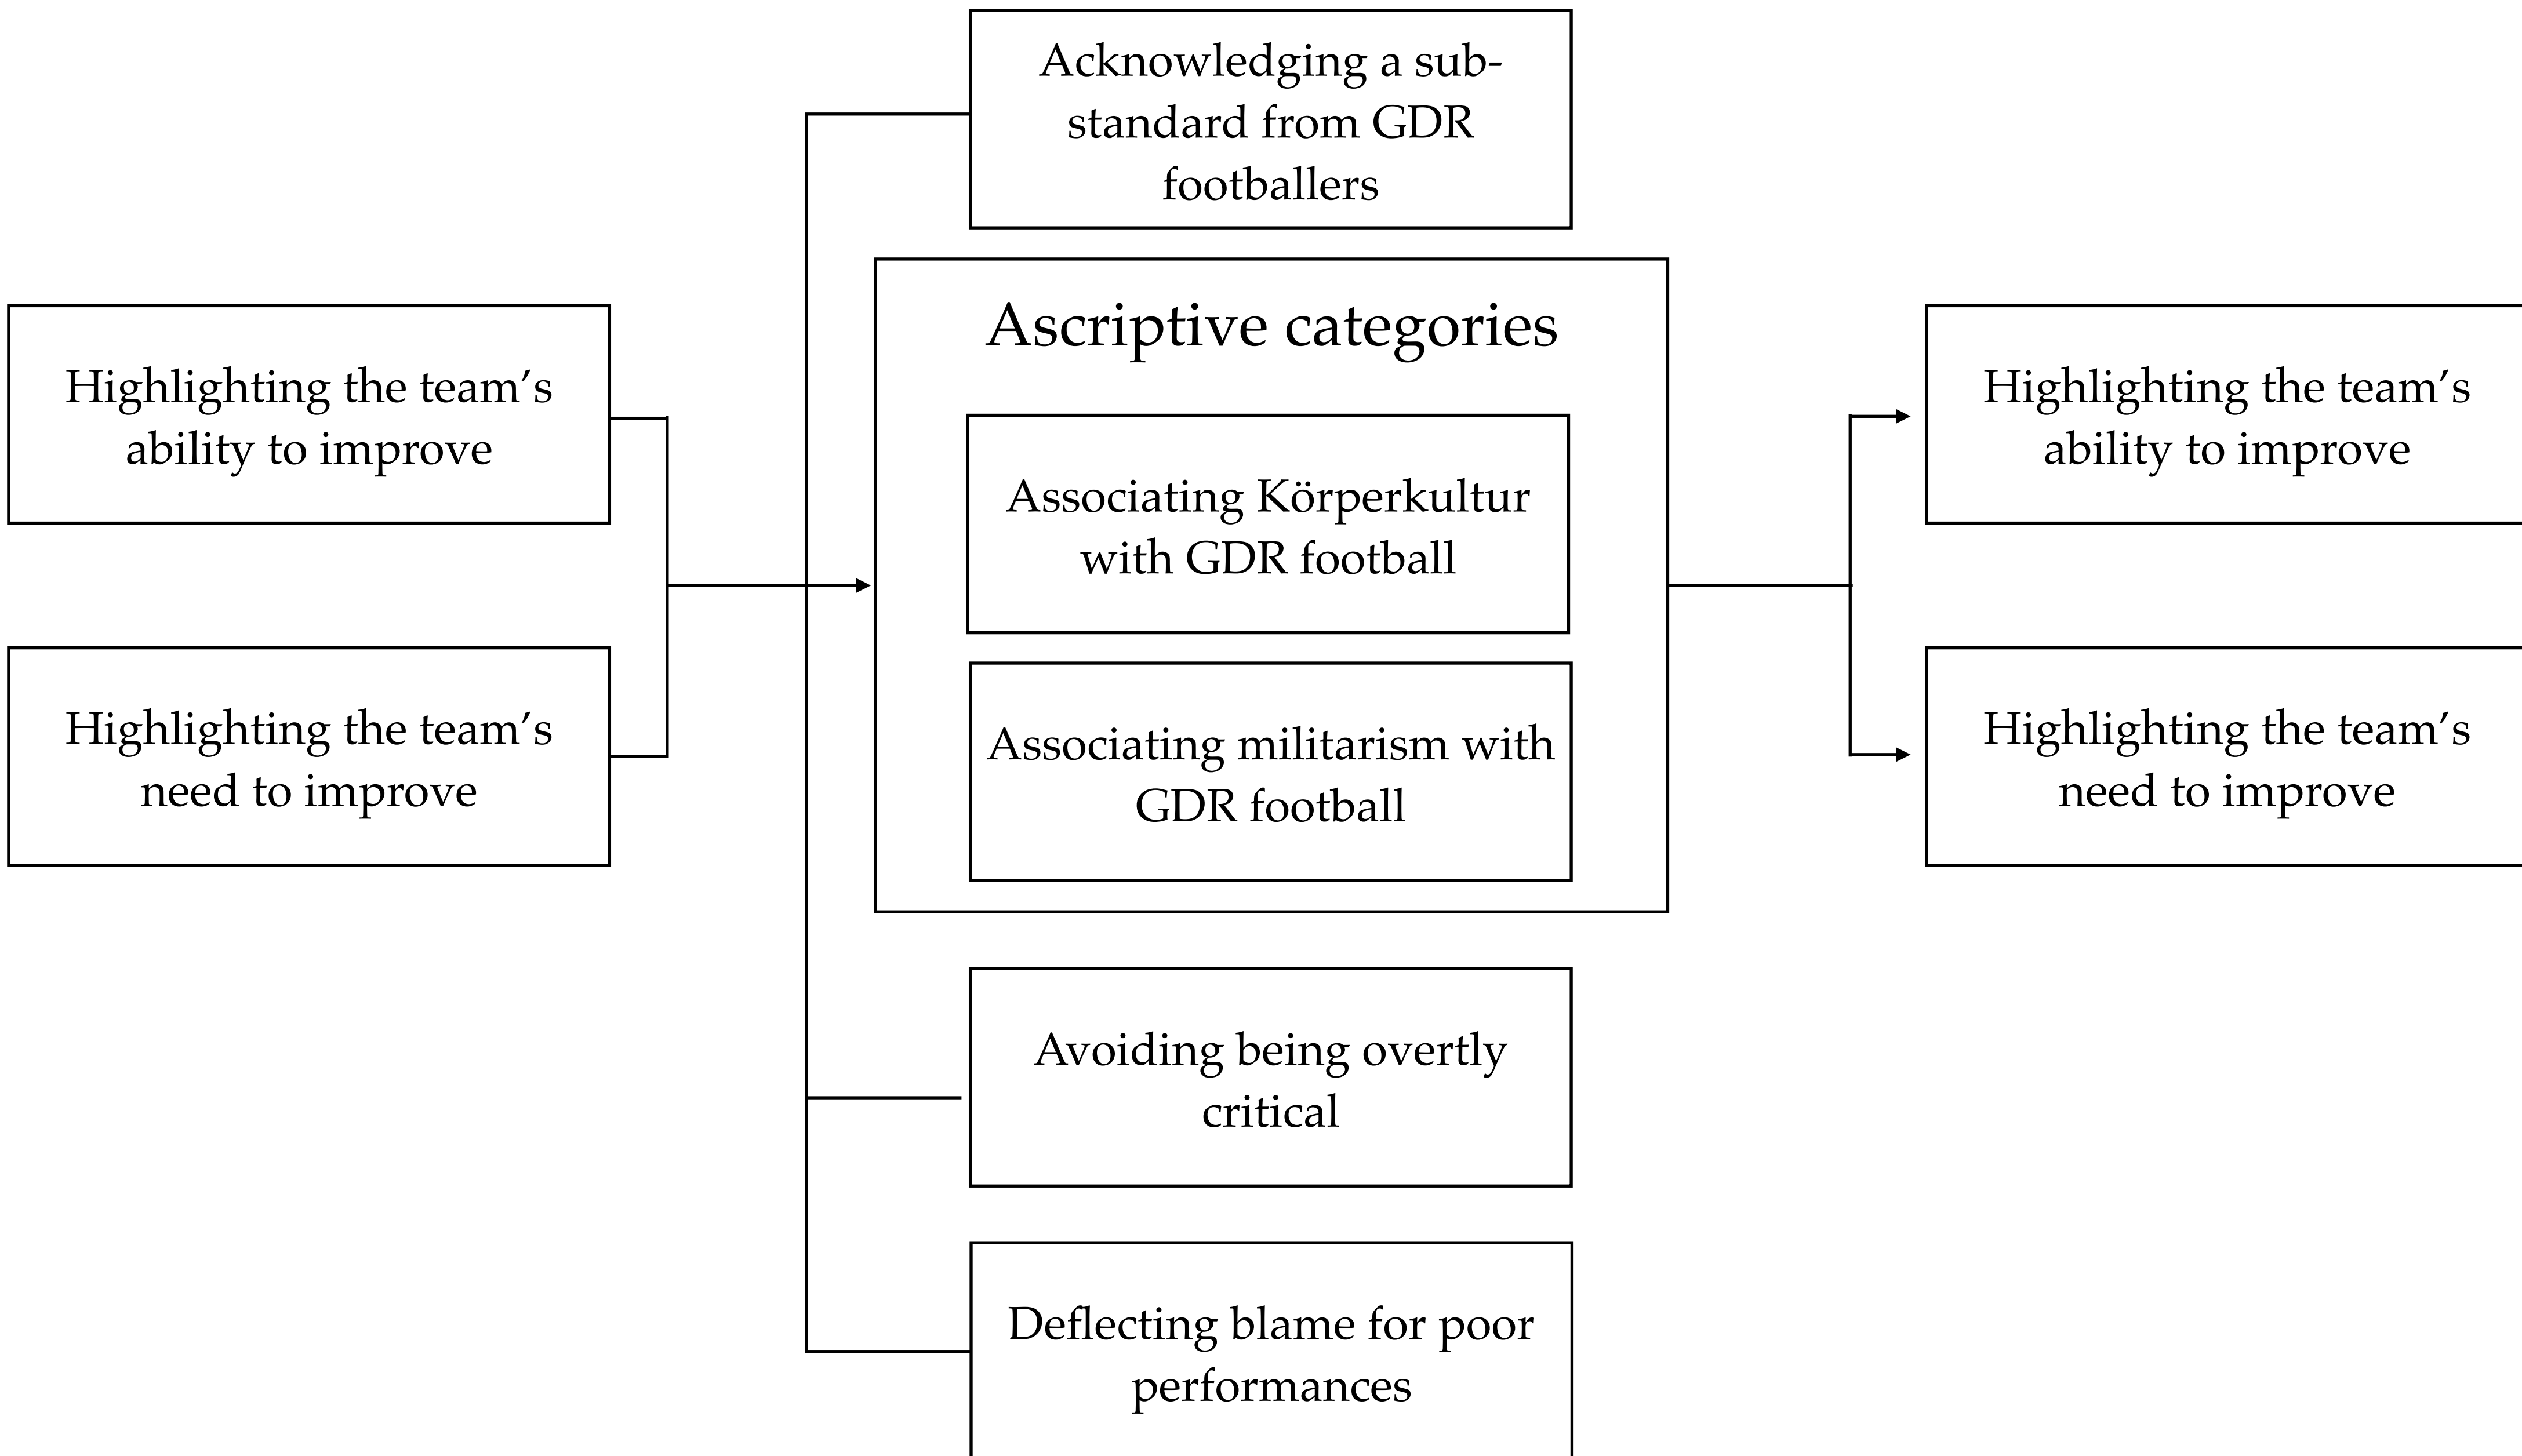 Acknowledging a sub-
standard from GDR
footballers
Highlighting the team’s
ability to improve
Highlighting the team’s
need to improve
Ascriptive categories
Associating Körperkultur
with GDR football
Associating militarism with
GDR football
Avoiding being overtly
critical
Deflecting blame for poor
performances
Highlighting the team’s
ability to improve
Highlighting the team’s
need to improve